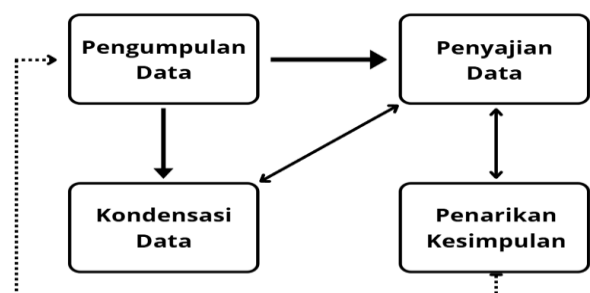 Pengumpulan
Data
Penyajian
Data
Kondensasi
Data
Penarikan
Kesimpulan